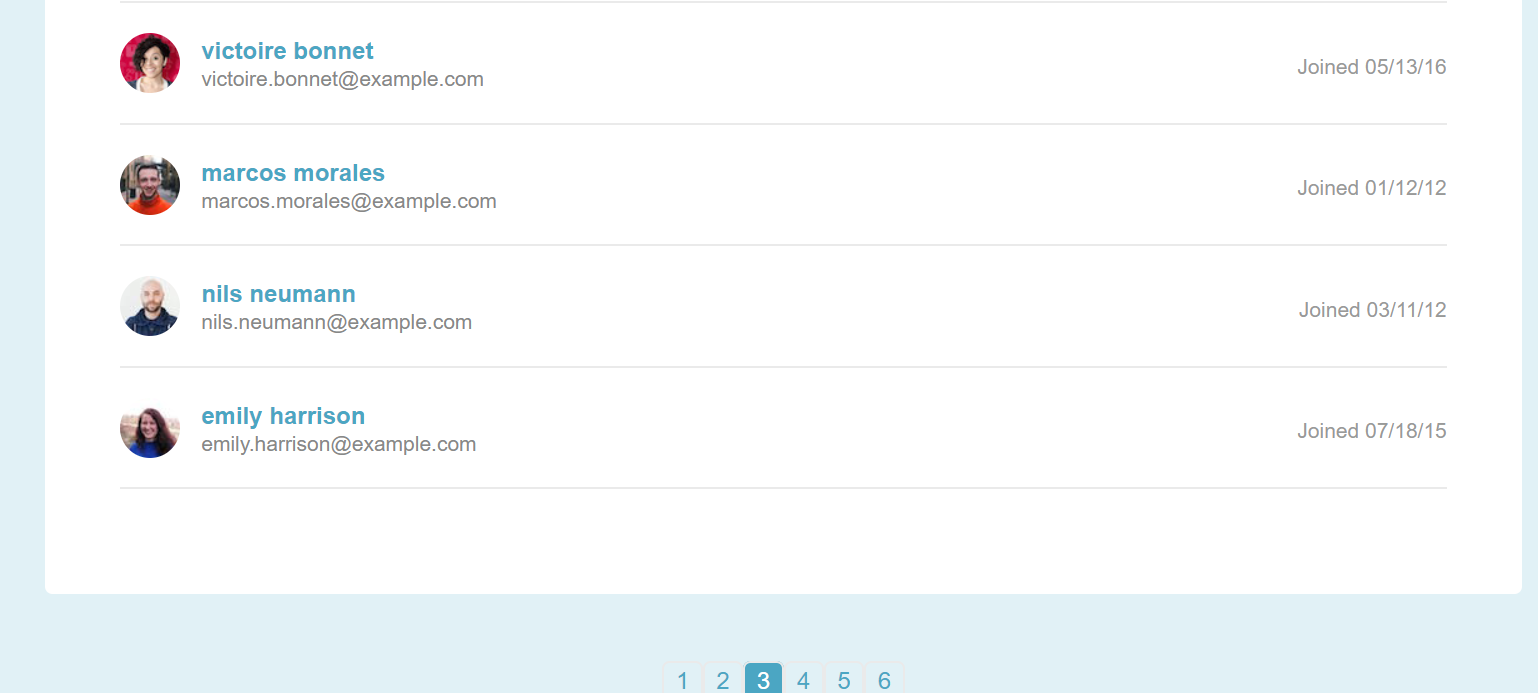 victoire bonnet
victoire.bonnet@example.com
Joined 05/13/16
marcos morales
marcos.morales@example.com
Joined 01/12/12
nils neumann
nils.neumann@example.com
Joined 03/11/12
emily harrison
emily.harrison@example.com
Joined 07/18/15
1 2 3 4 5 6